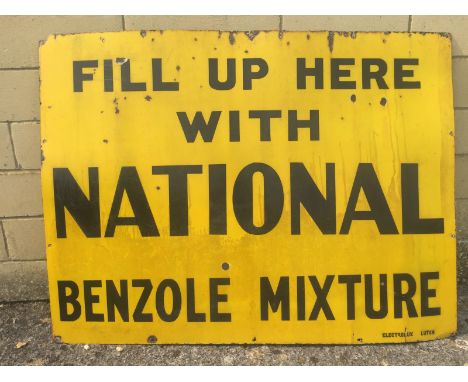 FILL UP HERE
WITH
NATIONAL
BENZOLE MIXTURE
ELECTROLUX LUTON